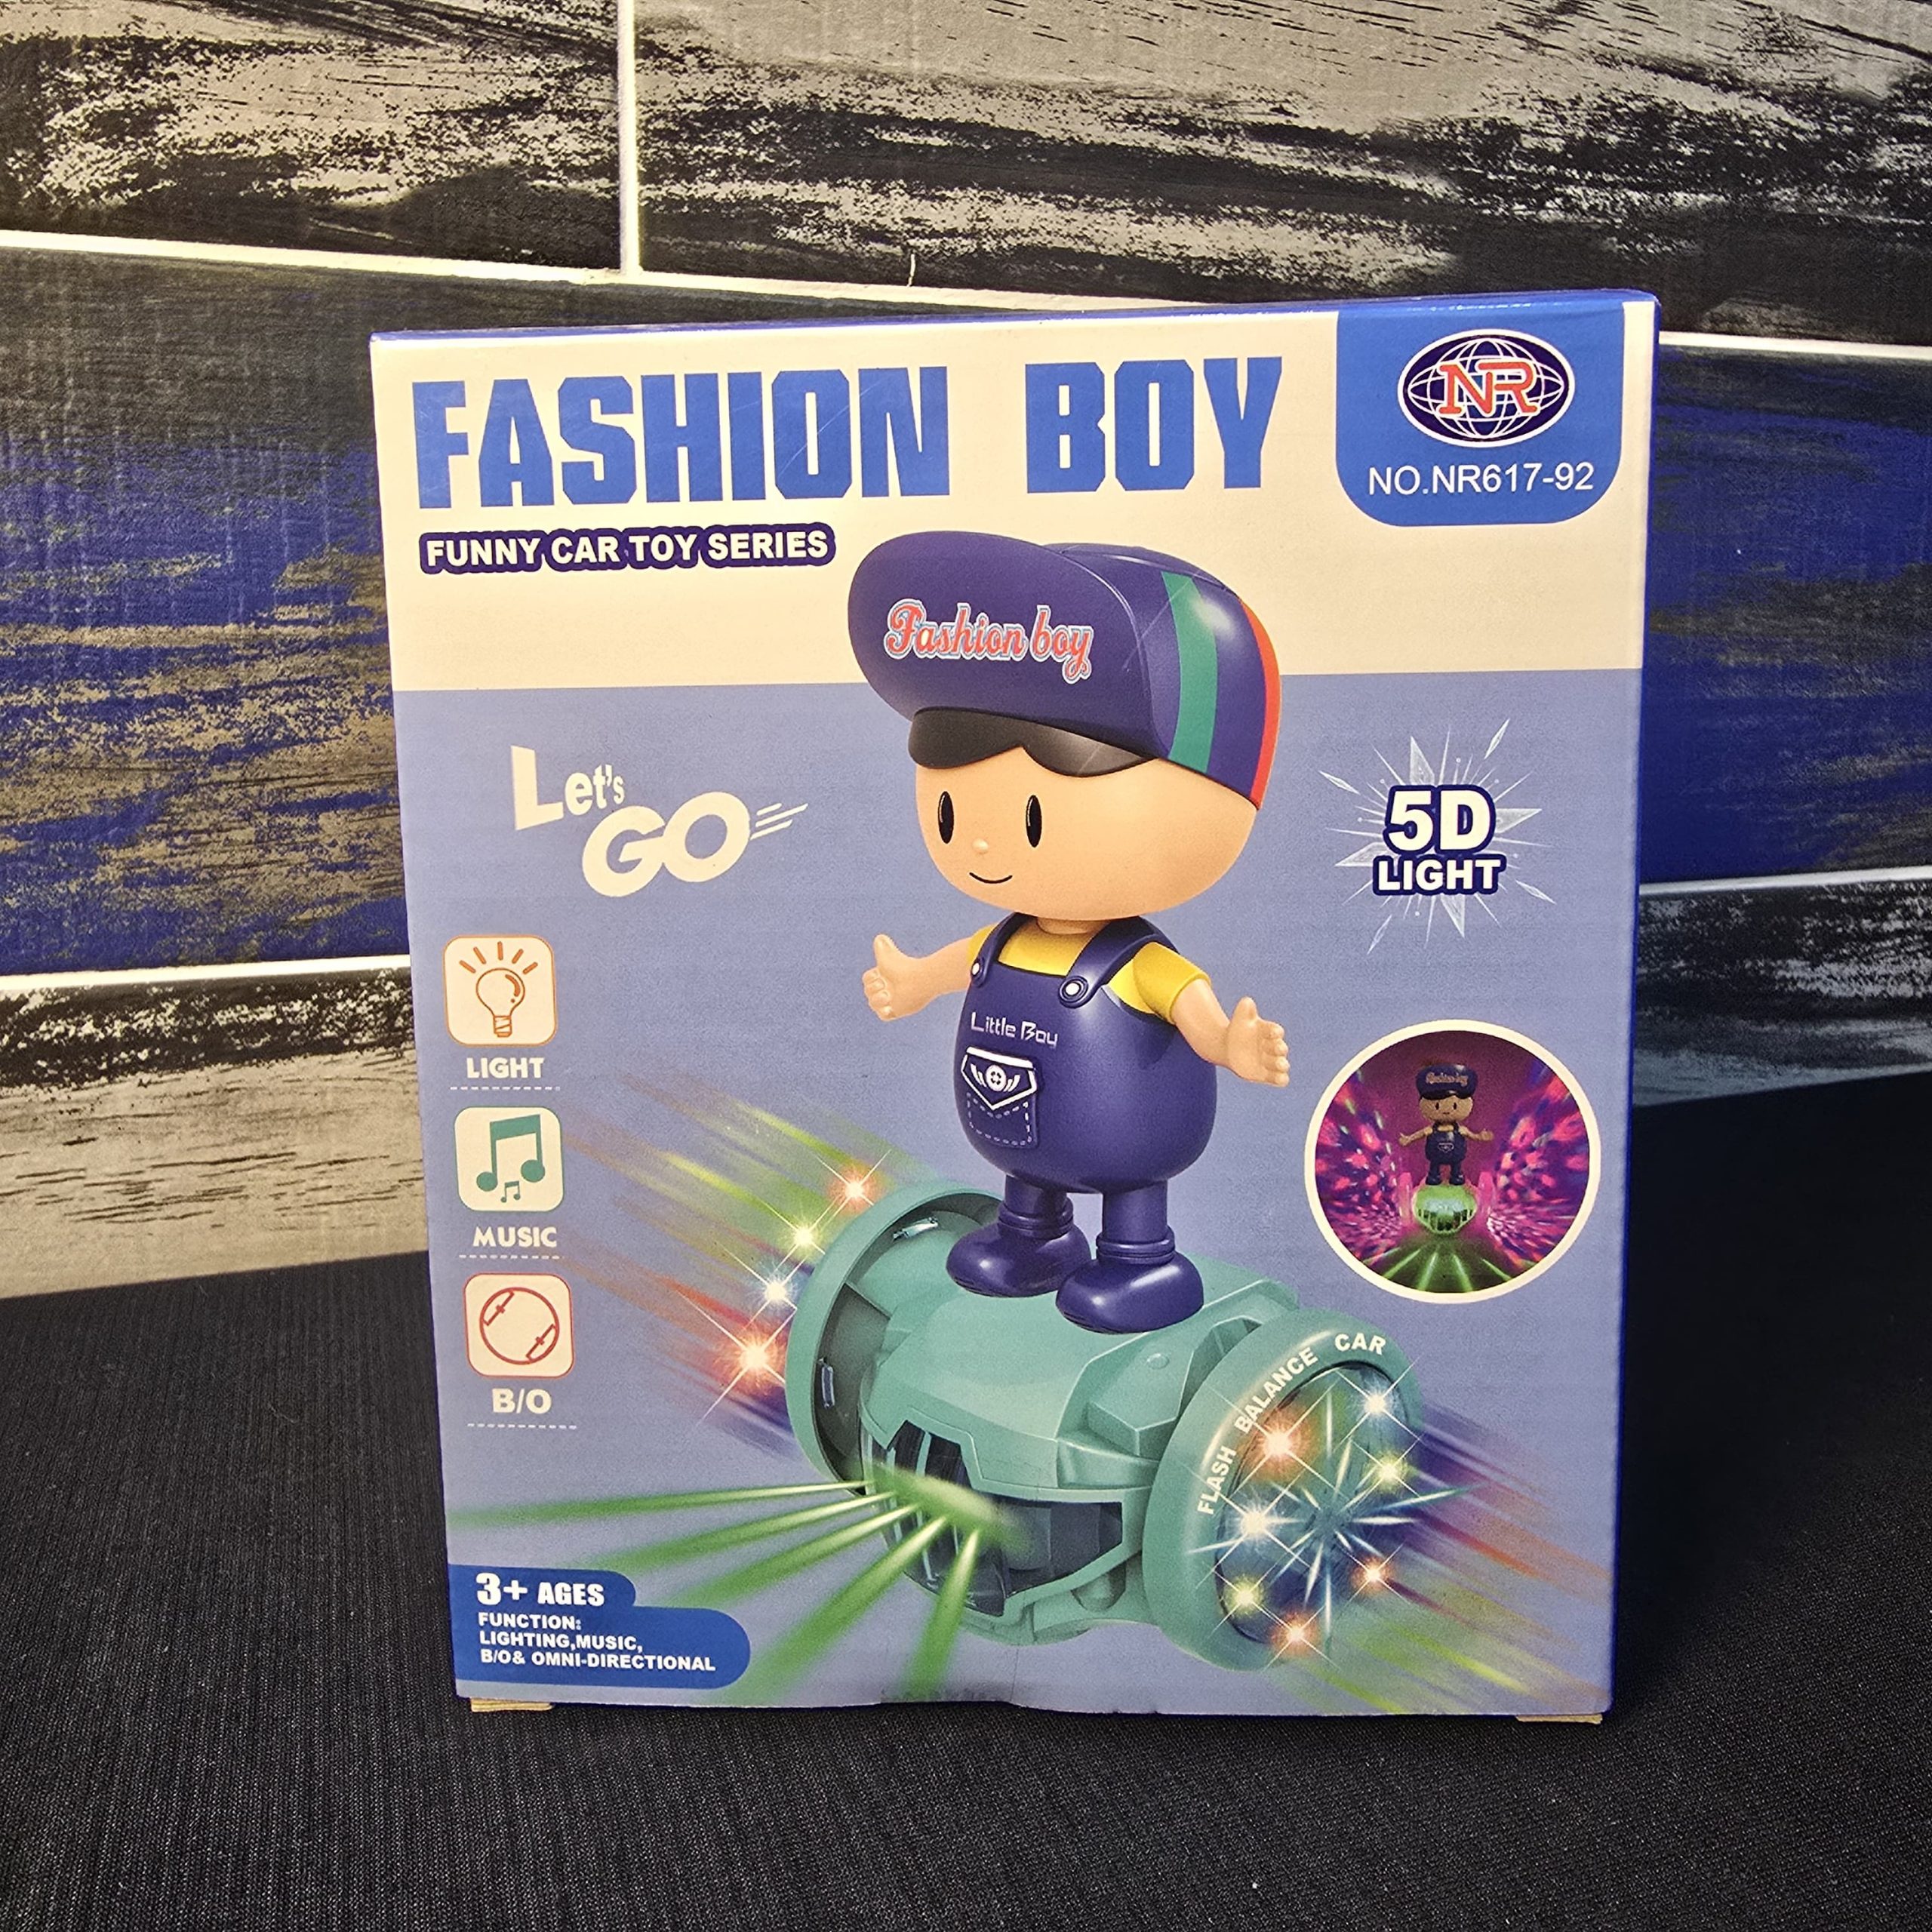 FASHION BOY
NR
NO.NR617-92
FUNNY CAR TOY SERIES
Fashion boy
Let's
GO
5D
LIGHT
LIGHT
Little Boy
MUSIC
B/O
FLASH BALANCE CAR
3+ AGES
FUNCTION:
LIGHTING,MUSIC,
B/O& OMNI-DIRECTIONAL